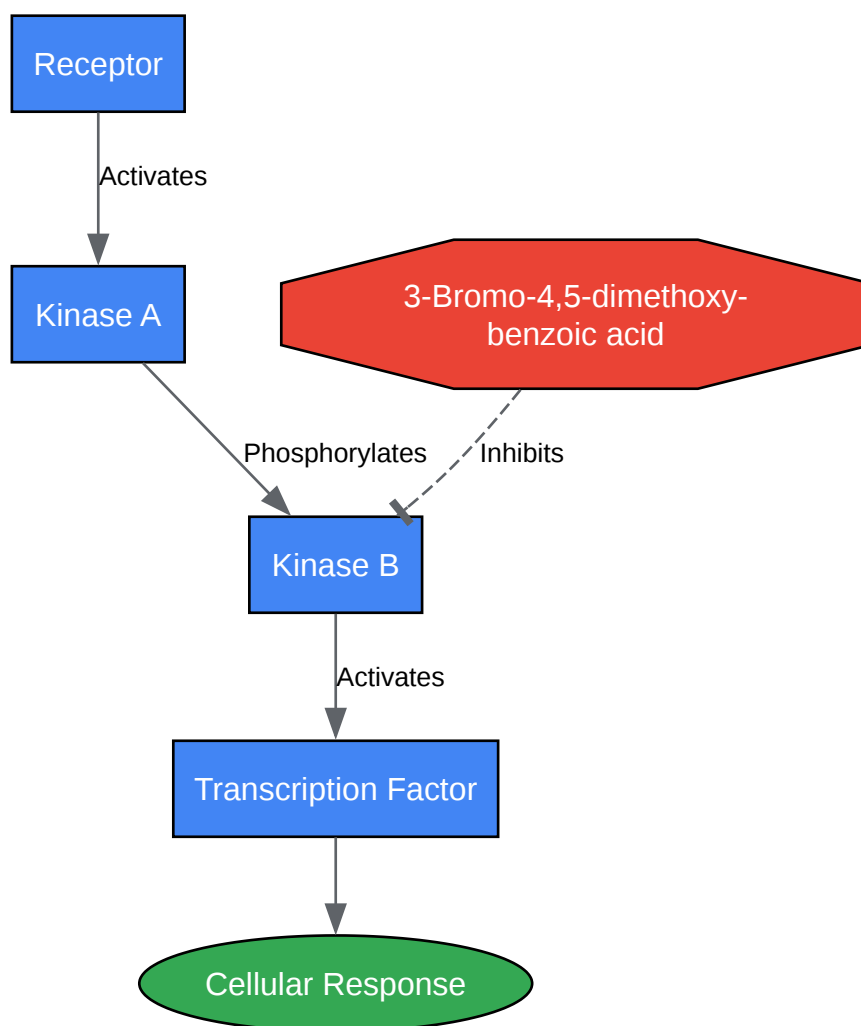 Receptor
Activates
Kinase A
3-Bromo-4,5-dimethoxy-
benzoic acid
Phosphorylates
Inhibits
Kinase B
Activates
Transcription Factor
Cellular Response